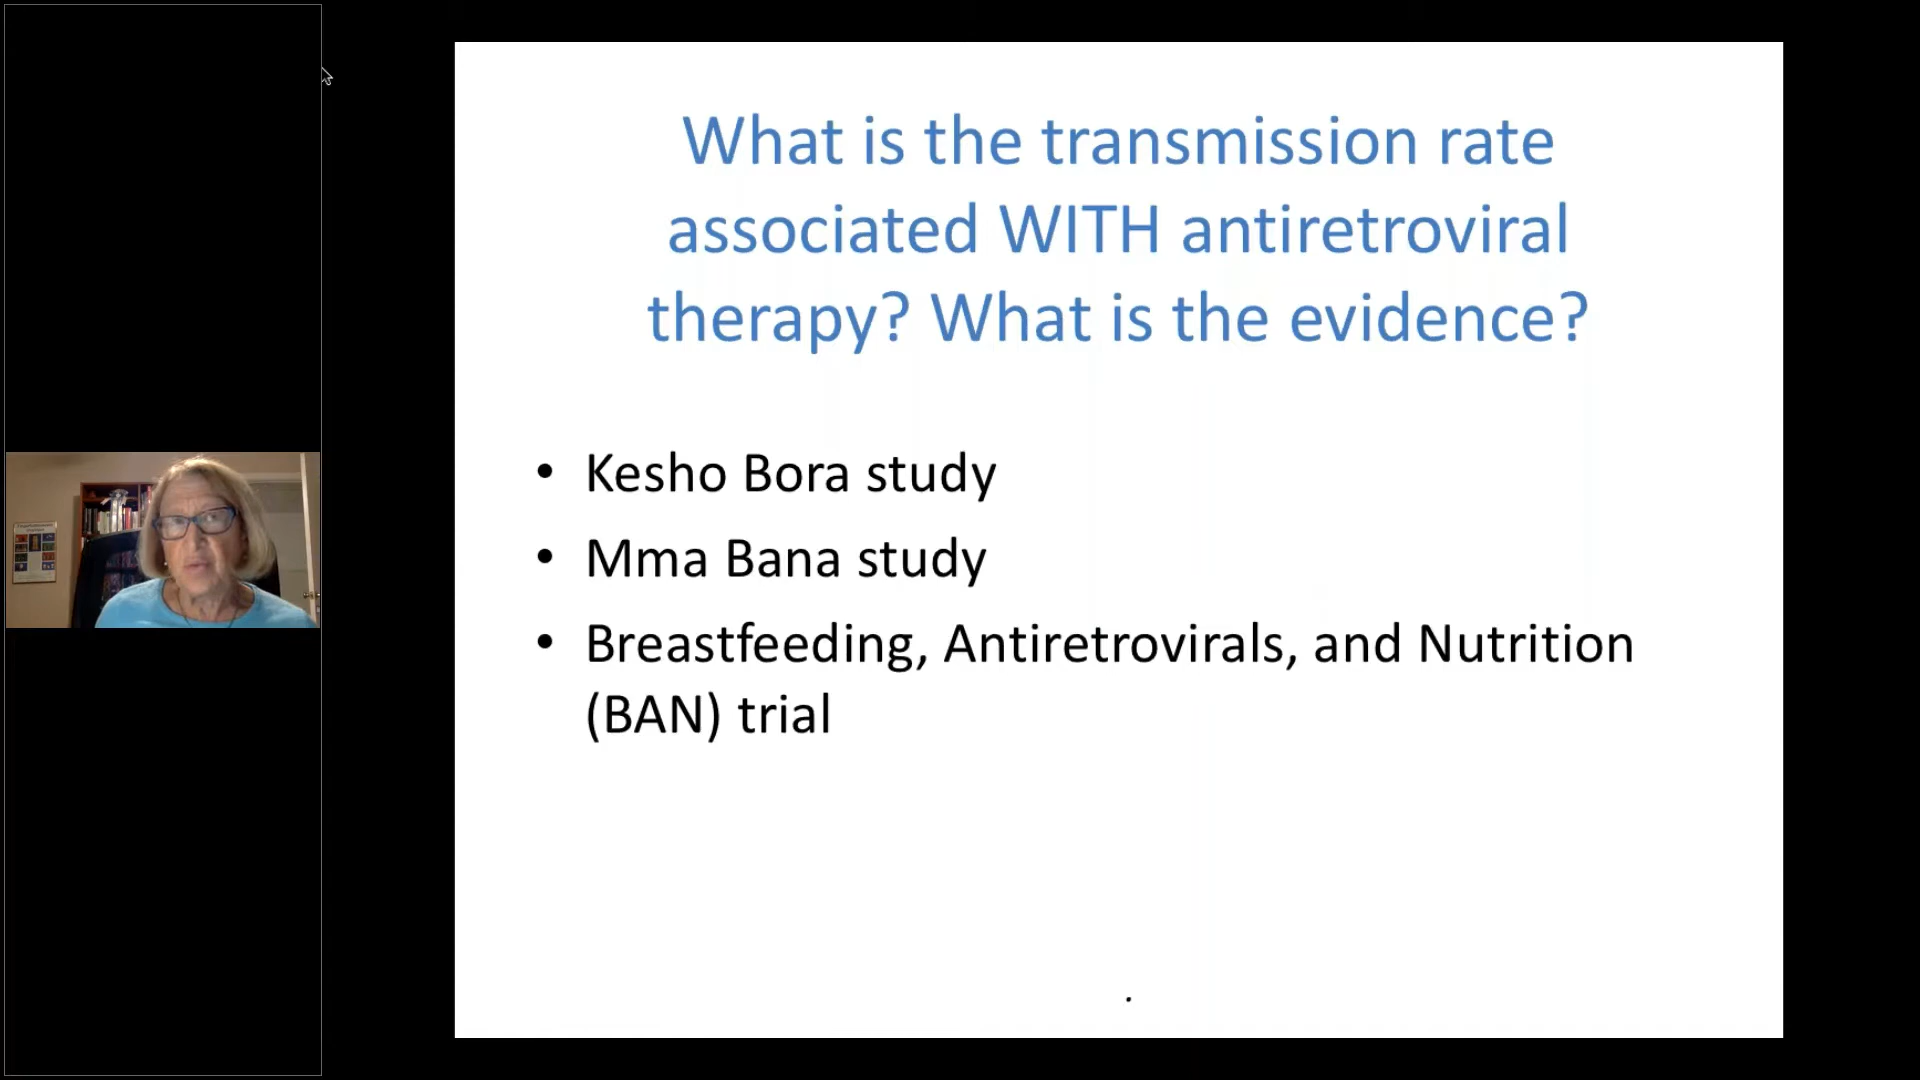 What is the transmission rate
associated WITH antiretroviral
therapy? What is the evidence?
• Kesho Bora study
• Mma Bana study
• Breastfeeding, Antiretrovirals, and Nutrition
(BAN) trial
.